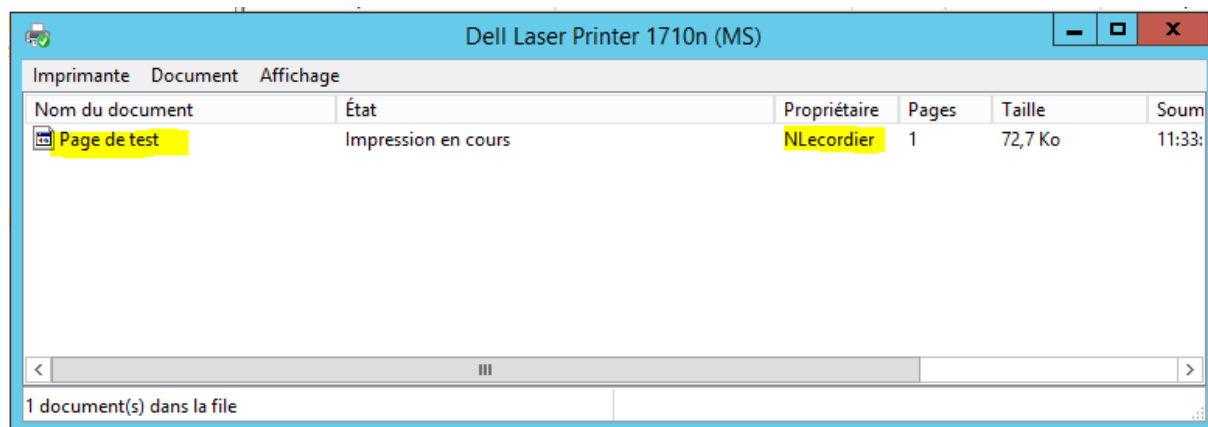 Dell Laser Printer 1710n (MS)
Imprimante Document Affichage
Nom du document État Propriétaire Pages Taille Soum
Page de test Impression en cours NLecordier 1 72,7 Ko 11:33:
1 document(s) dans la file